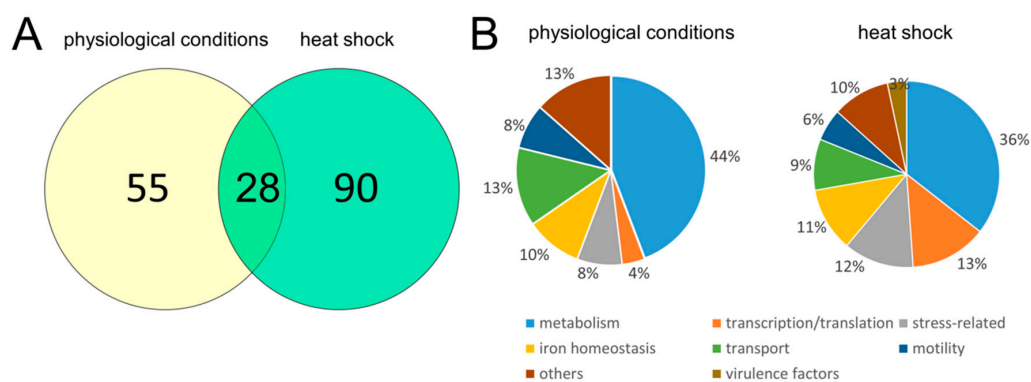 A
physiological conditions
heat shock
55
28
90
B
physiological conditions
13%
8%
13%
10%
8%
4%
44%
heat shock
3%
10%
6%
9%
11%
12%
13%
36%
metabolism
transcription/translation
stress-related
iron homeostasis
transport
motility
others
virulence factors